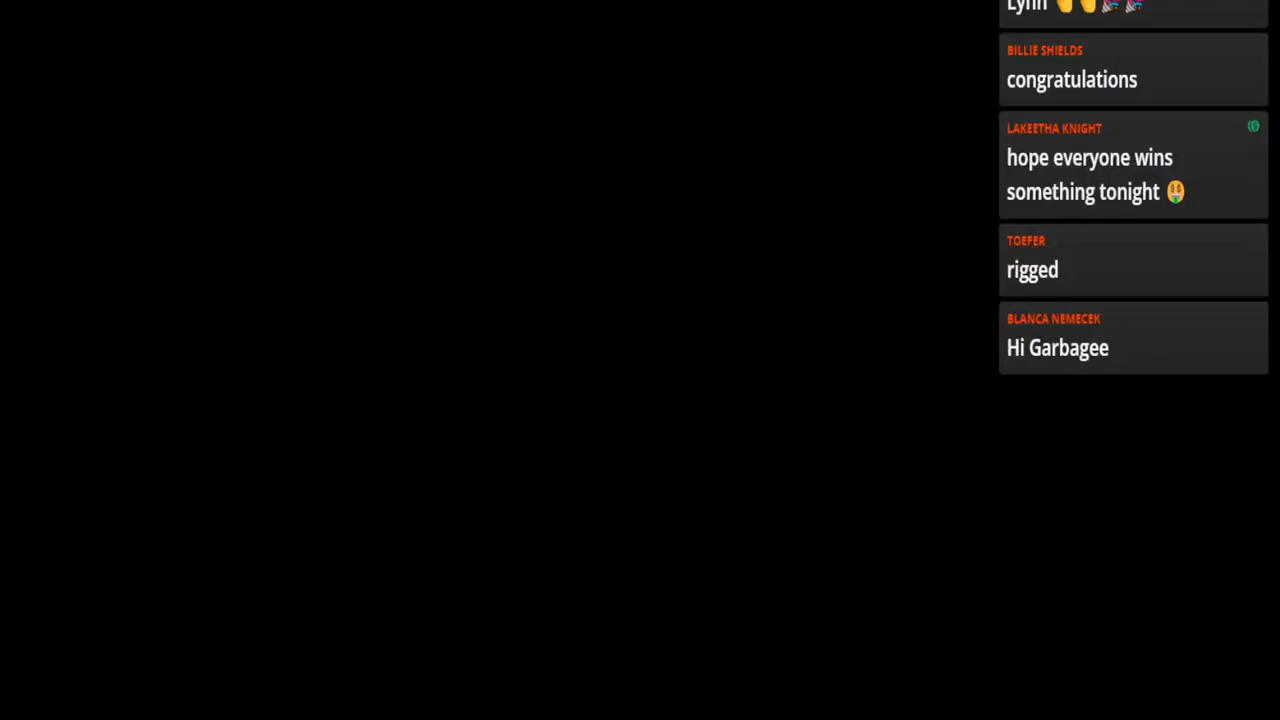 Lynn 👏👏🎉🎉
BILLIE SHIELDS
congratulations
LAKEETHA KNIGHT
hope everyone wins
something tonight 🤑
TOEFER
rigged
BLANCA NEMECEK
Hi Garbagee